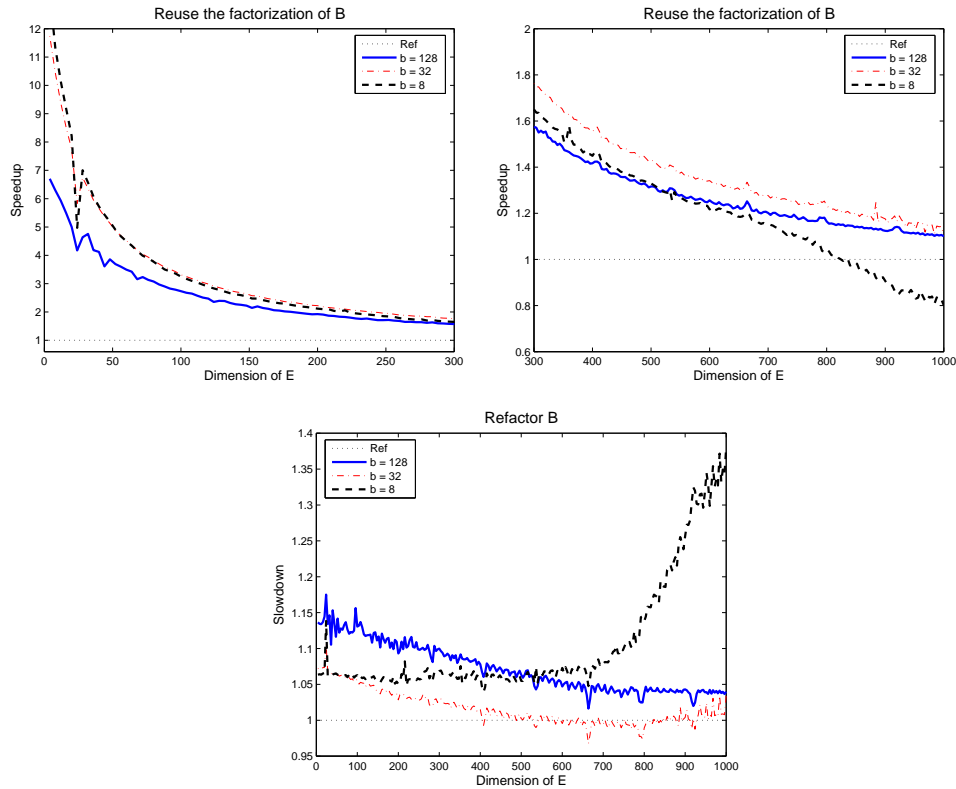 Reuse the factorization of B
12
11
10
9
8
7
6
5
4
3
2
1
0
50
100
150
200
250
300
Speedup
Dimension of E
Ref
b = 128
b = 32
b = 8
Reuse the factorization of B
2
1.8
1.6
1.4
1.2
1
0.8
0.6
300
400
500
600
700
800
900
1000
Speedup
Dimension of E
Ref
b = 128
b = 32
b = 8
Refactor B
1.4
1.35
1.3
1.25
1.2
1.15
1.1
1.05
1
0.95
0
100
200
300
400
500
600
700
800
900
1000
Slowdown
Dimension of E
Ref
b = 128
b = 32
b = 8